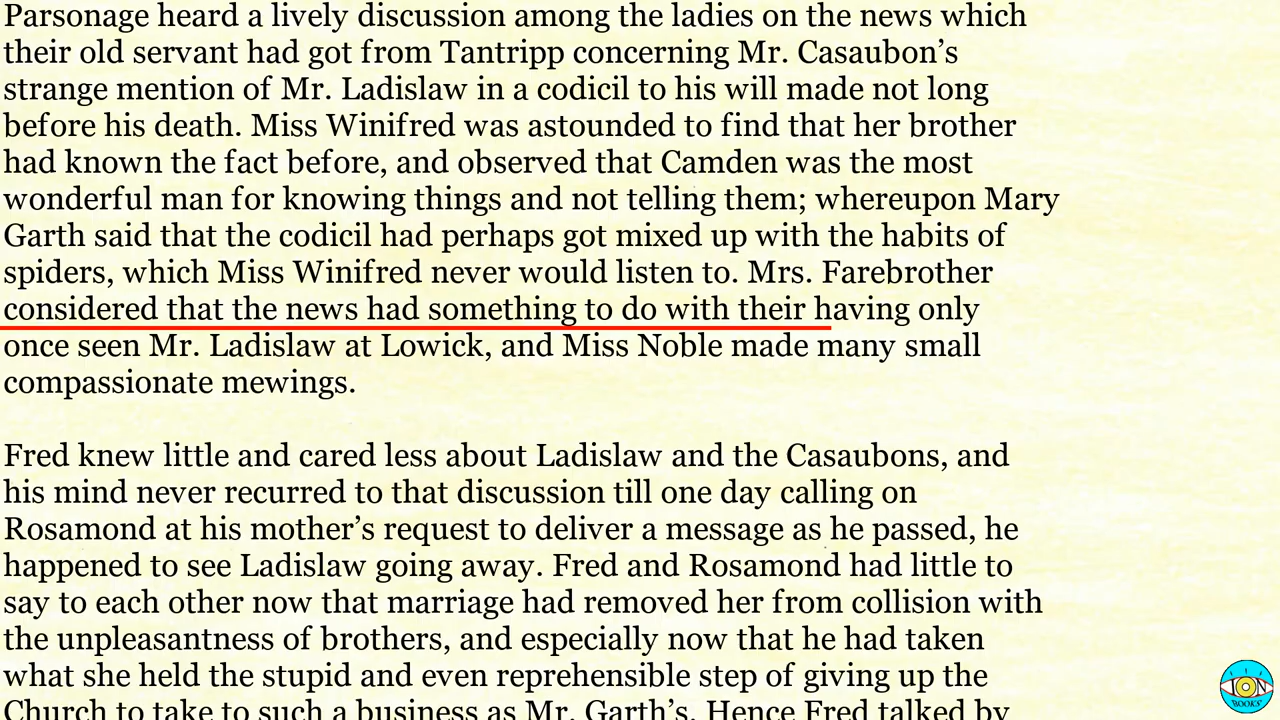 Parsonage heard a lively discussion among the ladies on the news which
their old servant had got from Tantripp concerning Mr. Casaubon’s
strange mention of Mr. Ladislaw in a codicil to his will made not long
before his death. Miss Winifred was astounded to find that her brother
had known the fact before, and observed that Camden was the most
wonderful man for knowing things and not telling them; whereupon Mary
Garth said that the codicil had perhaps got mixed up with the habits of
spiders, which Miss Winifred never would listen to. Mrs. Farebrother
considered that the news had something to do with their having only
once seen Mr. Ladislaw at Lowick, and Miss Noble made many small
compassionate mewings.
Fred knew little and cared less about Ladislaw and the Casaubons, and
his mind never recurred to that discussion till one day calling on
Rosamond at his mother’s request to deliver a message as he passed, he
happened to see Ladislaw going away. Fred and Rosamond had little to
say to each other now that marriage had removed her from collision with
the unpleasantness of brothers, and especially now that he had taken
what she held the stupid and even reprehensible step of giving up the
Church to take to such a business as Mr. Garth’s. Hence Fred talked by
ION
BOOKS